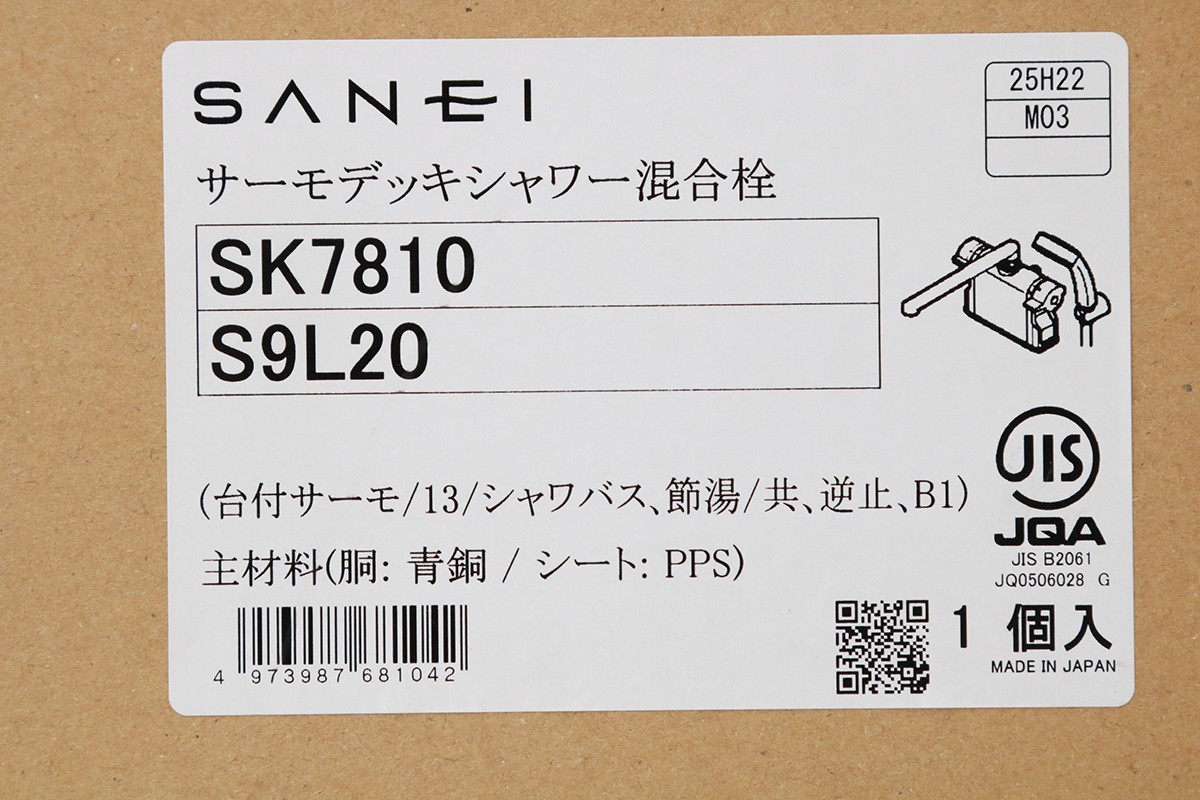 SANEI
25H22
M03
サーモデッキシャワー混合栓
SK7810
S9L20
(台付サーモ/13/シャワバス、節湯/共、逆止、B1)
主材料(胴: 青銅 / シート: PPS)
JIS
JQA
JIS B2061
JQ0506028 G
4 973987 681042
1 個入
MADE IN JAPAN